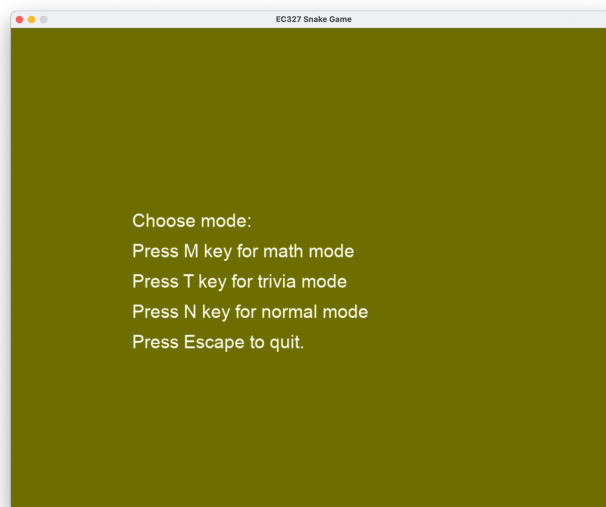 EC327 Snake Game
Choose mode:
Press M key for math mode
Press T key for trivia mode
Press N key for normal mode
Press Escape to quit.